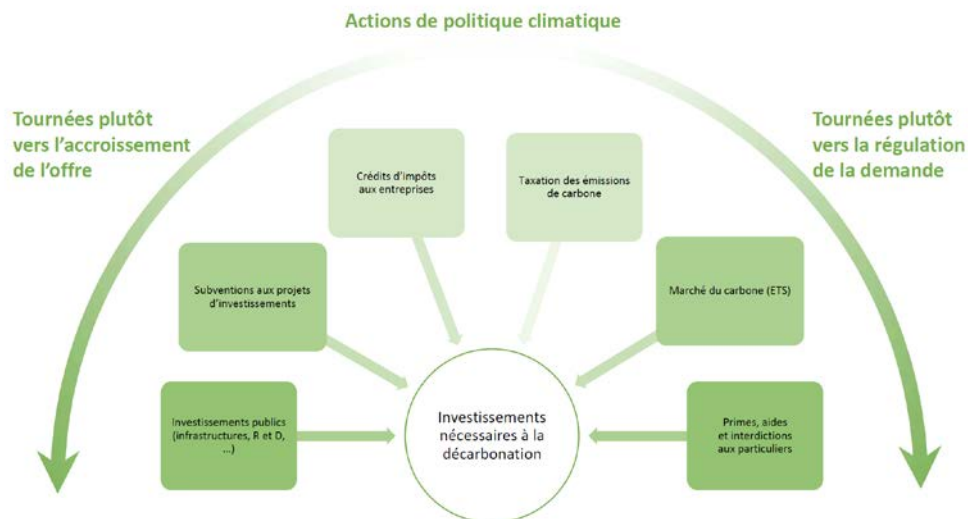 Actions de politique climatique
Tournées plutôt
vers l’accroissement
de l’offre
Tournées plutôt
vers la régulation
de la demande
Crédits d’impôts
aux entreprises
Taxation des émissions
de carbone
Subventions aux projets
d’investissements
Marché du carbone (ETS)
Investissements publics
(infrastructures, R et D,
...)
Investissements
nécessaires à la
décarbonation
Primes, aides
et interdictions
aux particuliers